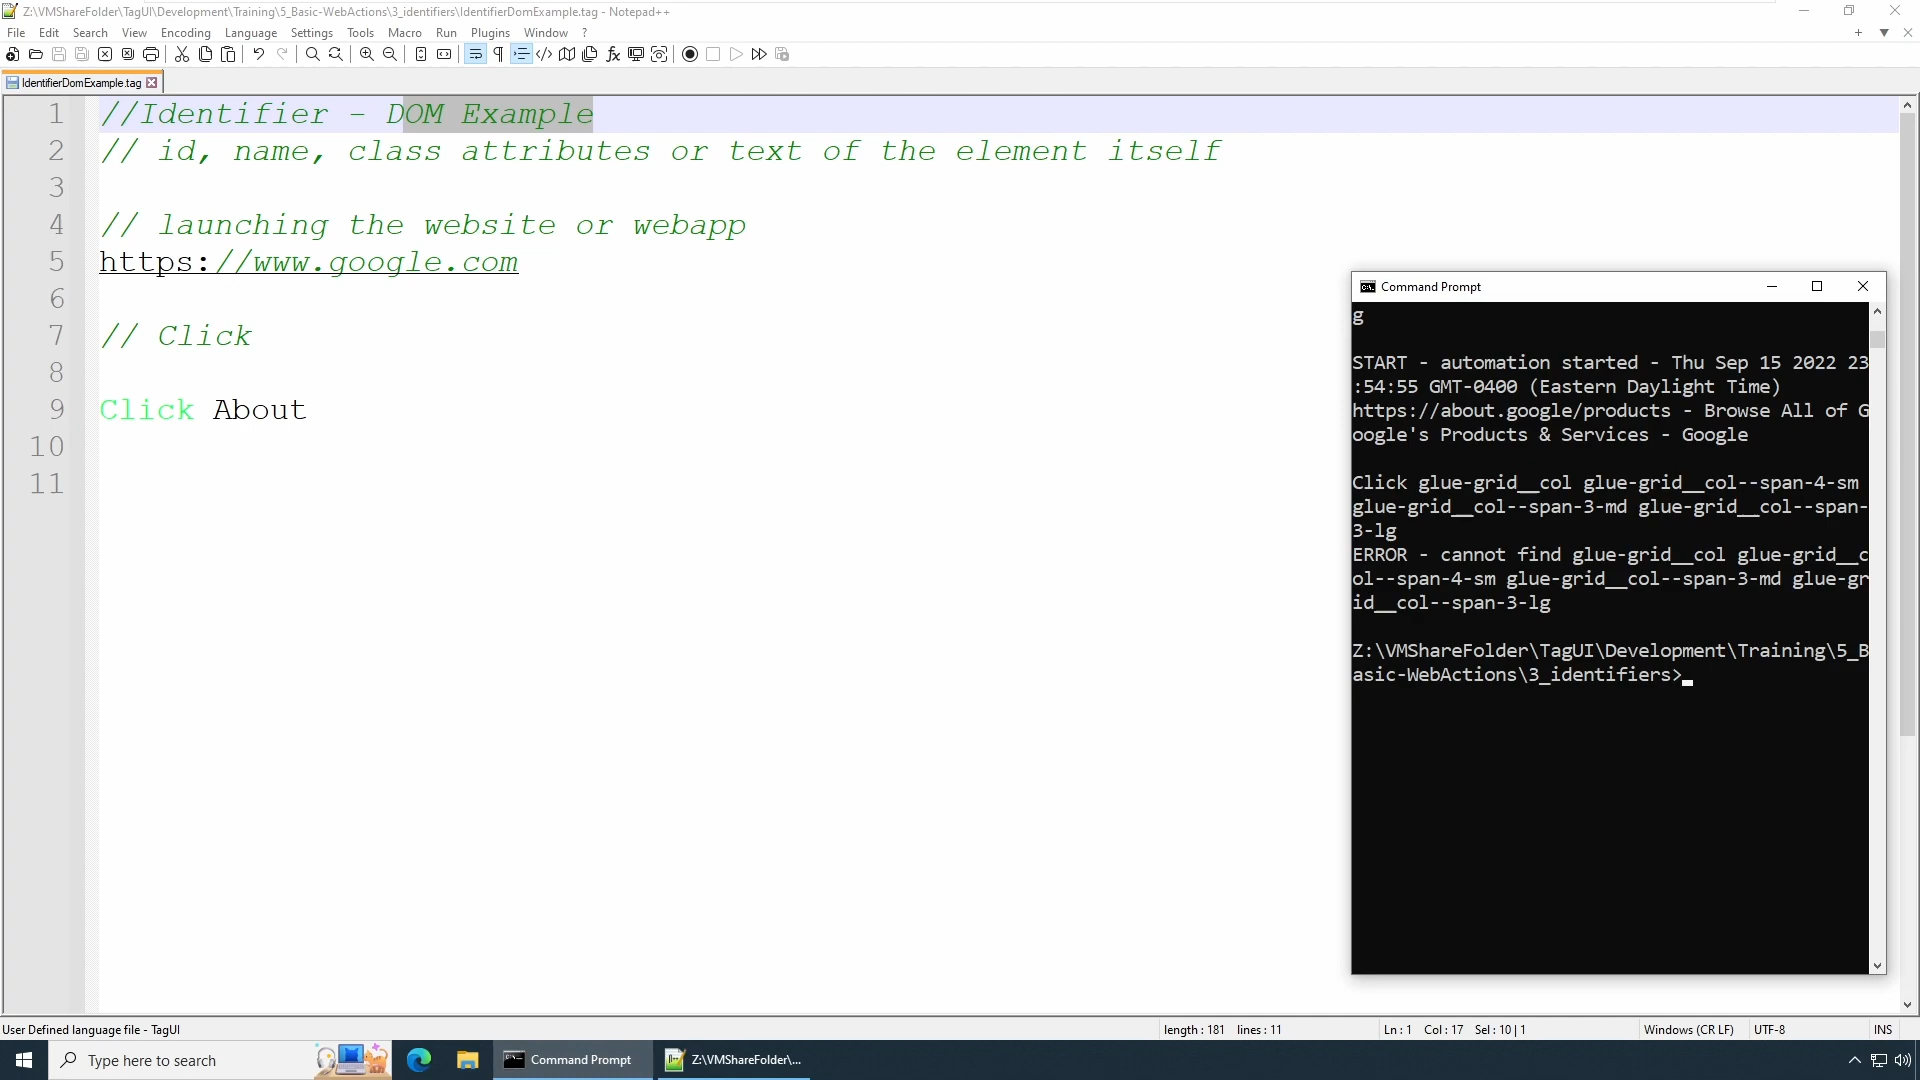 Z:\VMShareFolder\TagUI\Development\Training\5_Basic-WebActions\3_identifiers\IdentifierDomExample.tag - Notepad++
File Edit Search View Encoding Language Settings Tools Macro Run Plugins Window ?
IdentifierDomExample.tag
1 //Identifier - DOM Example
2 // id, name, class attributes or text of the element itself
3
4 // launching the website or webapp
5 https://www.google.com
6
7 // Click
8
9 Click About
10
11
Command Prompt
g
START - automation started - Thu Sep 15 2022 23
:54:55 GMT-0400 (Eastern Daylight Time)
https://about.google/products - Browse All of G
oogle's Products & Services - Google
Click glue-grid__col glue-grid__col--span-4-sm
glue-grid__col--span-3-md glue-grid__col--span-
3-lg
ERROR - cannot find glue-grid__col glue-grid__c
ol--span-4-sm glue-grid__col--span-3-md glue-gr
id__col--span-3-lg
Z:\VMShareFolder\TagUI\Development\Training\5_B
asic-WebActions\3_identifiers>
User Defined language file - TagUI
length : 181 lines : 11
Ln : 1 Col : 17 Sel : 10 | 1
Windows (CR LF)
UTF-8
INS
Type here to search
Command Prompt
Z:\VMShareFolder\...